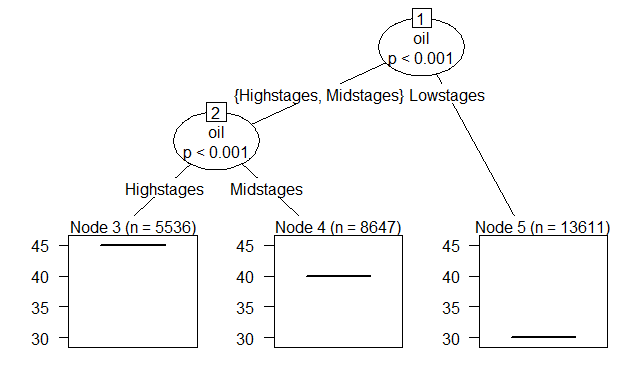 1
oil
p < 0.001
{Highstages, Midstages} Lowstages
2
oil
p < 0.001
Highstages Midstages
Node 3 (n = 5536) Node 4 (n = 8647) Node 5 (n = 13611)
45 45 45
40 40 40
35 35 35
30 30 30